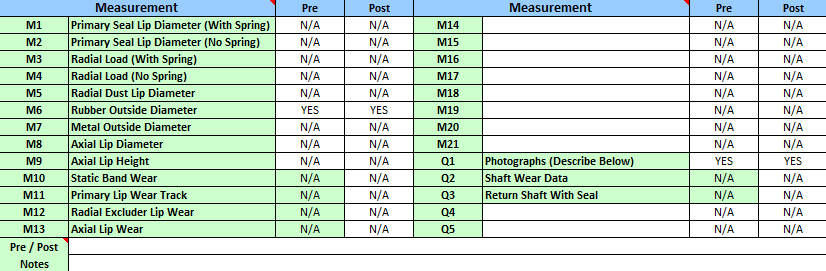 Measurement Pre Post Measurement Pre Post
M1 Primary Seal Lip Diameter (With Spring) N/A N/A M14 N/A N/A
M2 Primary Seal Lip Diameter (No Spring) N/A N/A M15 N/A N/A
M3 Radial Load (With Spring) N/A N/A M16 N/A N/A
M4 Radial Load (No Spring) N/A N/A M17 N/A N/A
M5 Radial Dust Lip Diameter N/A N/A M18 N/A N/A
M6 Rubber Outside Diameter YES YES M19 N/A N/A
M7 Metal Outside Diameter N/A N/A M20 N/A N/A
M8 Axial Lip Diameter N/A N/A M21 N/A N/A
M9 Axial Lip Height N/A N/A Q1 Photographs (Describe Below) YES YES
M10 Static Band Wear N/A N/A Q2 Shaft Wear Data N/A N/A
M11 Primary Lip Wear Track N/A N/A Q3 Return Shaft With Seal N/A N/A
M12 Radial Excluder Lip Wear N/A N/A Q4 N/A N/A
M13 Axial Lip Wear N/A N/A Q5 N/A N/A
Pre / Post
Notes